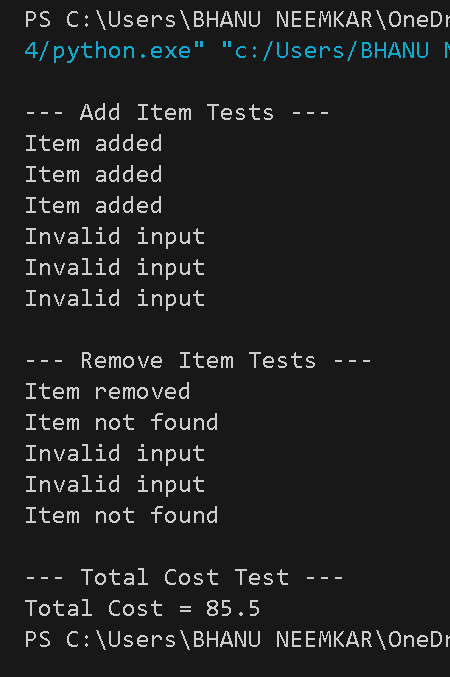 PS C:\Users\BHANU NEEMKAR\OneDr
4/python.exe" "c:/Users/BHANU N
--- Add Item Tests ---
Item added
Item added
Item added
Invalid input
Invalid input
Invalid input
--- Remove Item Tests ---
Item removed
Item not found
Invalid input
Invalid input
Item not found
--- Total Cost Test ---
Total Cost = 85.5
PS C:\Users\BHANU NEEMKAR\OneDr